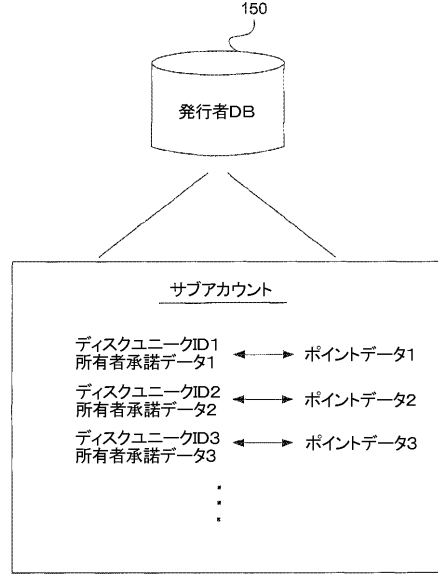 150
発行者DB
サブアカウント
ディスクユニークID1
所有者承諾データ1
ポイントデータ1
ディスクユニークID2
所有者承諾データ2
ポイントデータ2
ディスクユニークID3
所有者承諾データ3
ポイントデータ3